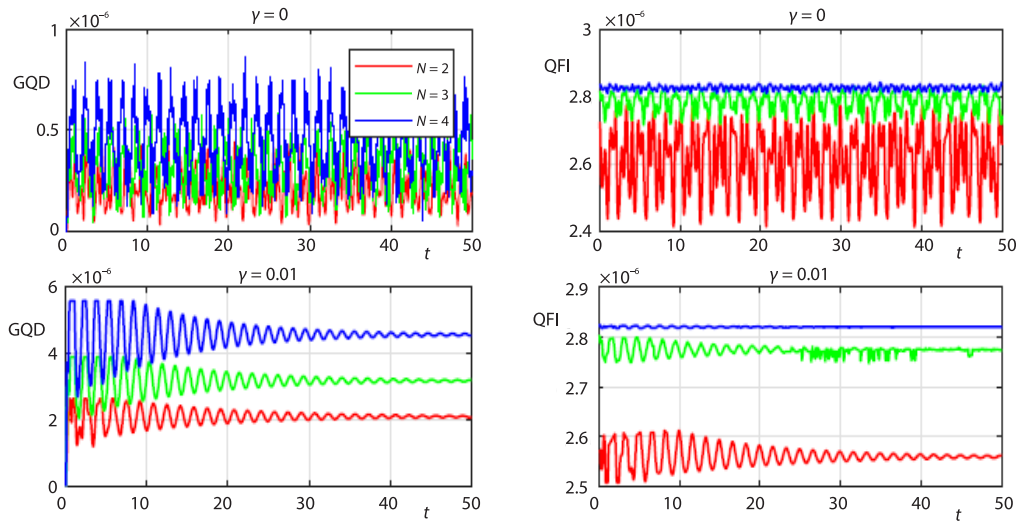 ×10⁻⁶
γ = 0
GQD
1
0.5
0
N = 2
N = 3
N = 4
0 10 20 30 40 50
t
×10⁻⁶
γ = 0
QFI
3
2.8
2.6
2.4
0 10 20 30 40 50
t
×10⁻⁶
γ = 0.01
GQD
6
4
2
0
0 10 20 30 40 50
t
×10⁻⁶
γ = 0.01
QFI
2.9
2.8
2.7
2.6
2.5
0 10 20 30 40 50
t